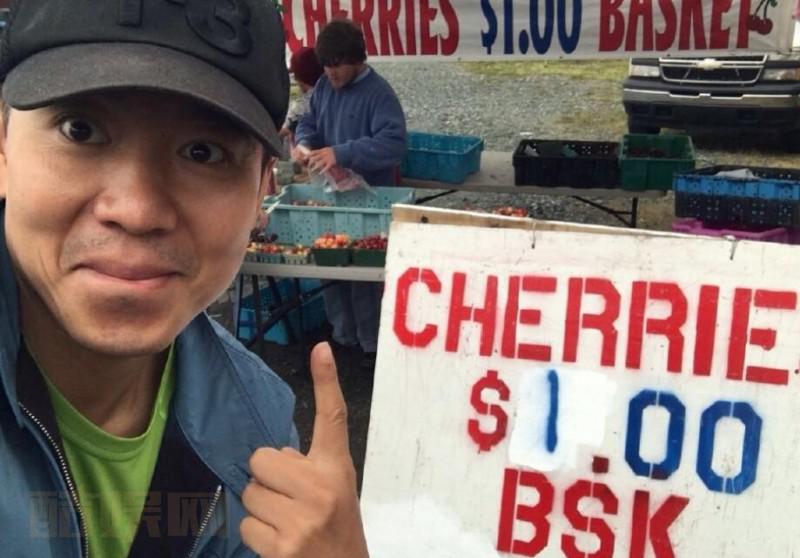 CHERRIES $1.00 BASKET
CHERRIE
$1.00
BSK